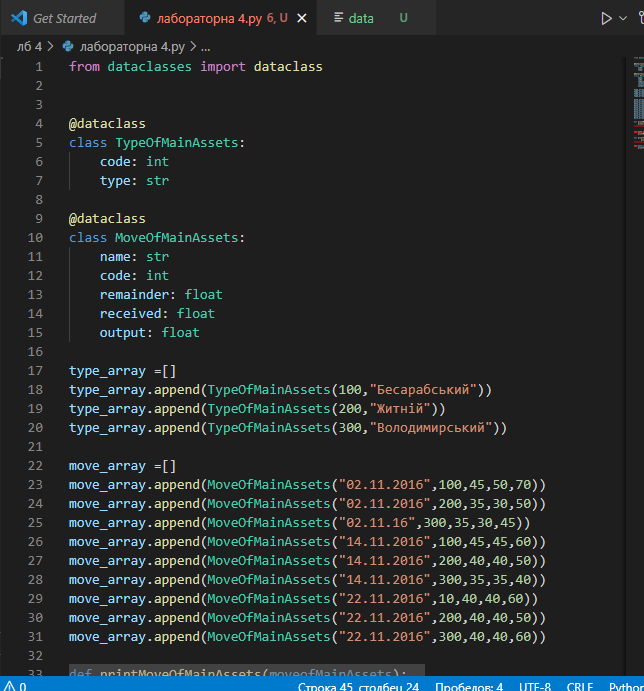 Get Started
лабораторна 4.py 6, U
data U
лб 4 > лабораторна 4.py > ...
1 from dataclasses import dataclass
2
3
4 @dataclass
5 class TypeOfMainAssets:
6     code: int
7     type: str
8
9 @dataclass
10 class MoveOfMainAssets:
11     name: str
12     code: int
13     remainder: float
14     received: float
15     output: float
16
17 type_array =[]
18 type_array.append(TypeOfMainAssets(100,"Бесарабський"))
19 type_array.append(TypeOfMainAssets(200,"Житній"))
20 type_array.append(TypeOfMainAssets(300,"Володимирський"))
21
22 move_array =[]
23 move_array.append(MoveOfMainAssets("02.11.2016",100,45,50,70))
24 move_array.append(MoveOfMainAssets("02.11.2016",200,35,30,50))
25 move_array.append(MoveOfMainAssets("02.11.16",300,35,30,45))
26 move_array.append(MoveOfMainAssets("14.11.2016",100,45,45,60))
27 move_array.append(MoveOfMainAssets("14.11.2016",200,40,40,50))
28 move_array.append(MoveOfMainAssets("14.11.2016",300,35,35,40))
29 move_array.append(MoveOfMainAssets("22.11.2016",10,40,40,60))
30 move_array.append(MoveOfMainAssets("22.11.2016",200,40,40,50))
31 move_array.append(MoveOfMainAssets("22.11.2016",300,40,40,60))
32
33 def printMoveOfMainAssets(moveofMainAssets):
0 Строка 45, столбец 24 Пробелов: 4 UTF-8 CRLF Python